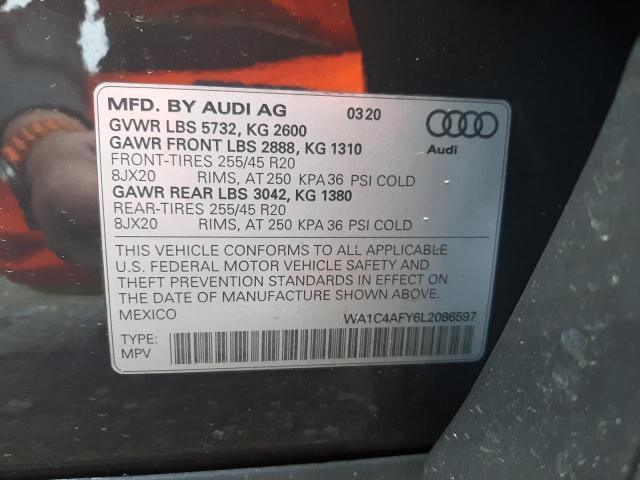 MFD. BY AUDI AG 0320
GVWR LBS 5732, KG 2600
GAWR FRONT LBS 2888, KG 1310
FRONT-TIRES 255/45 R20
8JX20 RIMS, AT 250 KPA 36 PSI COLD
GAWR REAR LBS 3042, KG 1380
REAR-TIRES 255/45 R20
8JX20 RIMS, AT 250 KPA 36 PSI COLD
Audi
THIS VEHICLE CONFORMS TO ALL APPLICABLE
U.S. FEDERAL MOTOR VEHICLE SAFETY AND
THEFT PREVENTION STANDARDS IN EFFECT ON
THE DATE OF MANUFACTURE SHOWN ABOVE.
MEXICO WA1C4AFY6L2086597
TYPE:
MPV